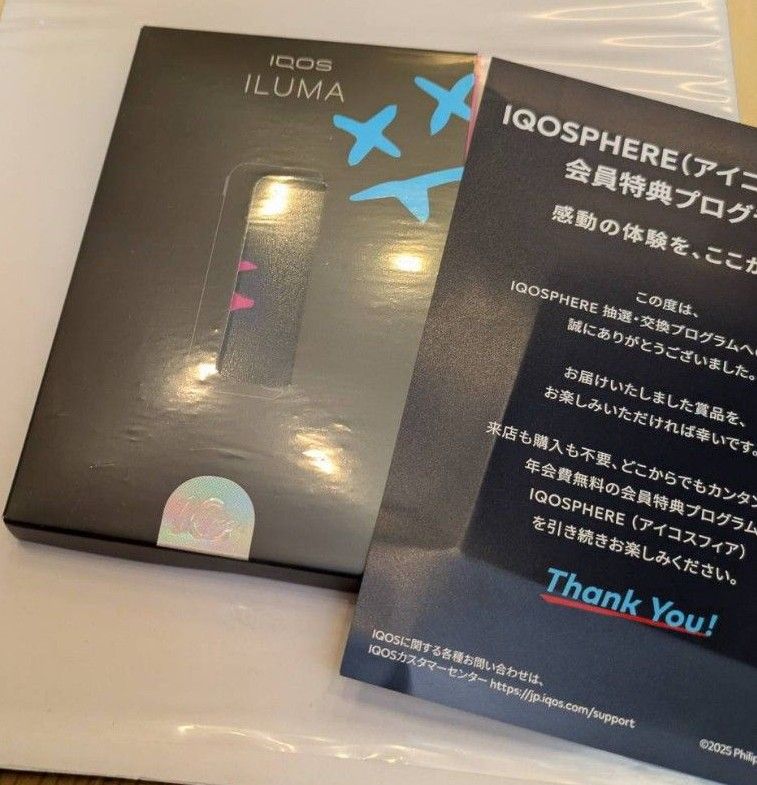 IQOS
ILUMA
IQOSPHERE（アイコ
会員特典プログ
感動の体験を、ここか
この度は、
IQOSPHERE 抽選・交換プログラムへ
誠にありがとうございました。
お届けいたしました賞品を、
お楽しみいただければ幸いです。
来店も購入も不要、どこからでもカンタン
年会費無料の会員特典プログラム
IQOSPHERE（アイコスフィア）
を引き続きお楽しみください。
Thank You!
IQOSに関する各種お問い合わせは、
IQOSカスタマーセンター https://jp.iqos.com/support
©2025 Philip